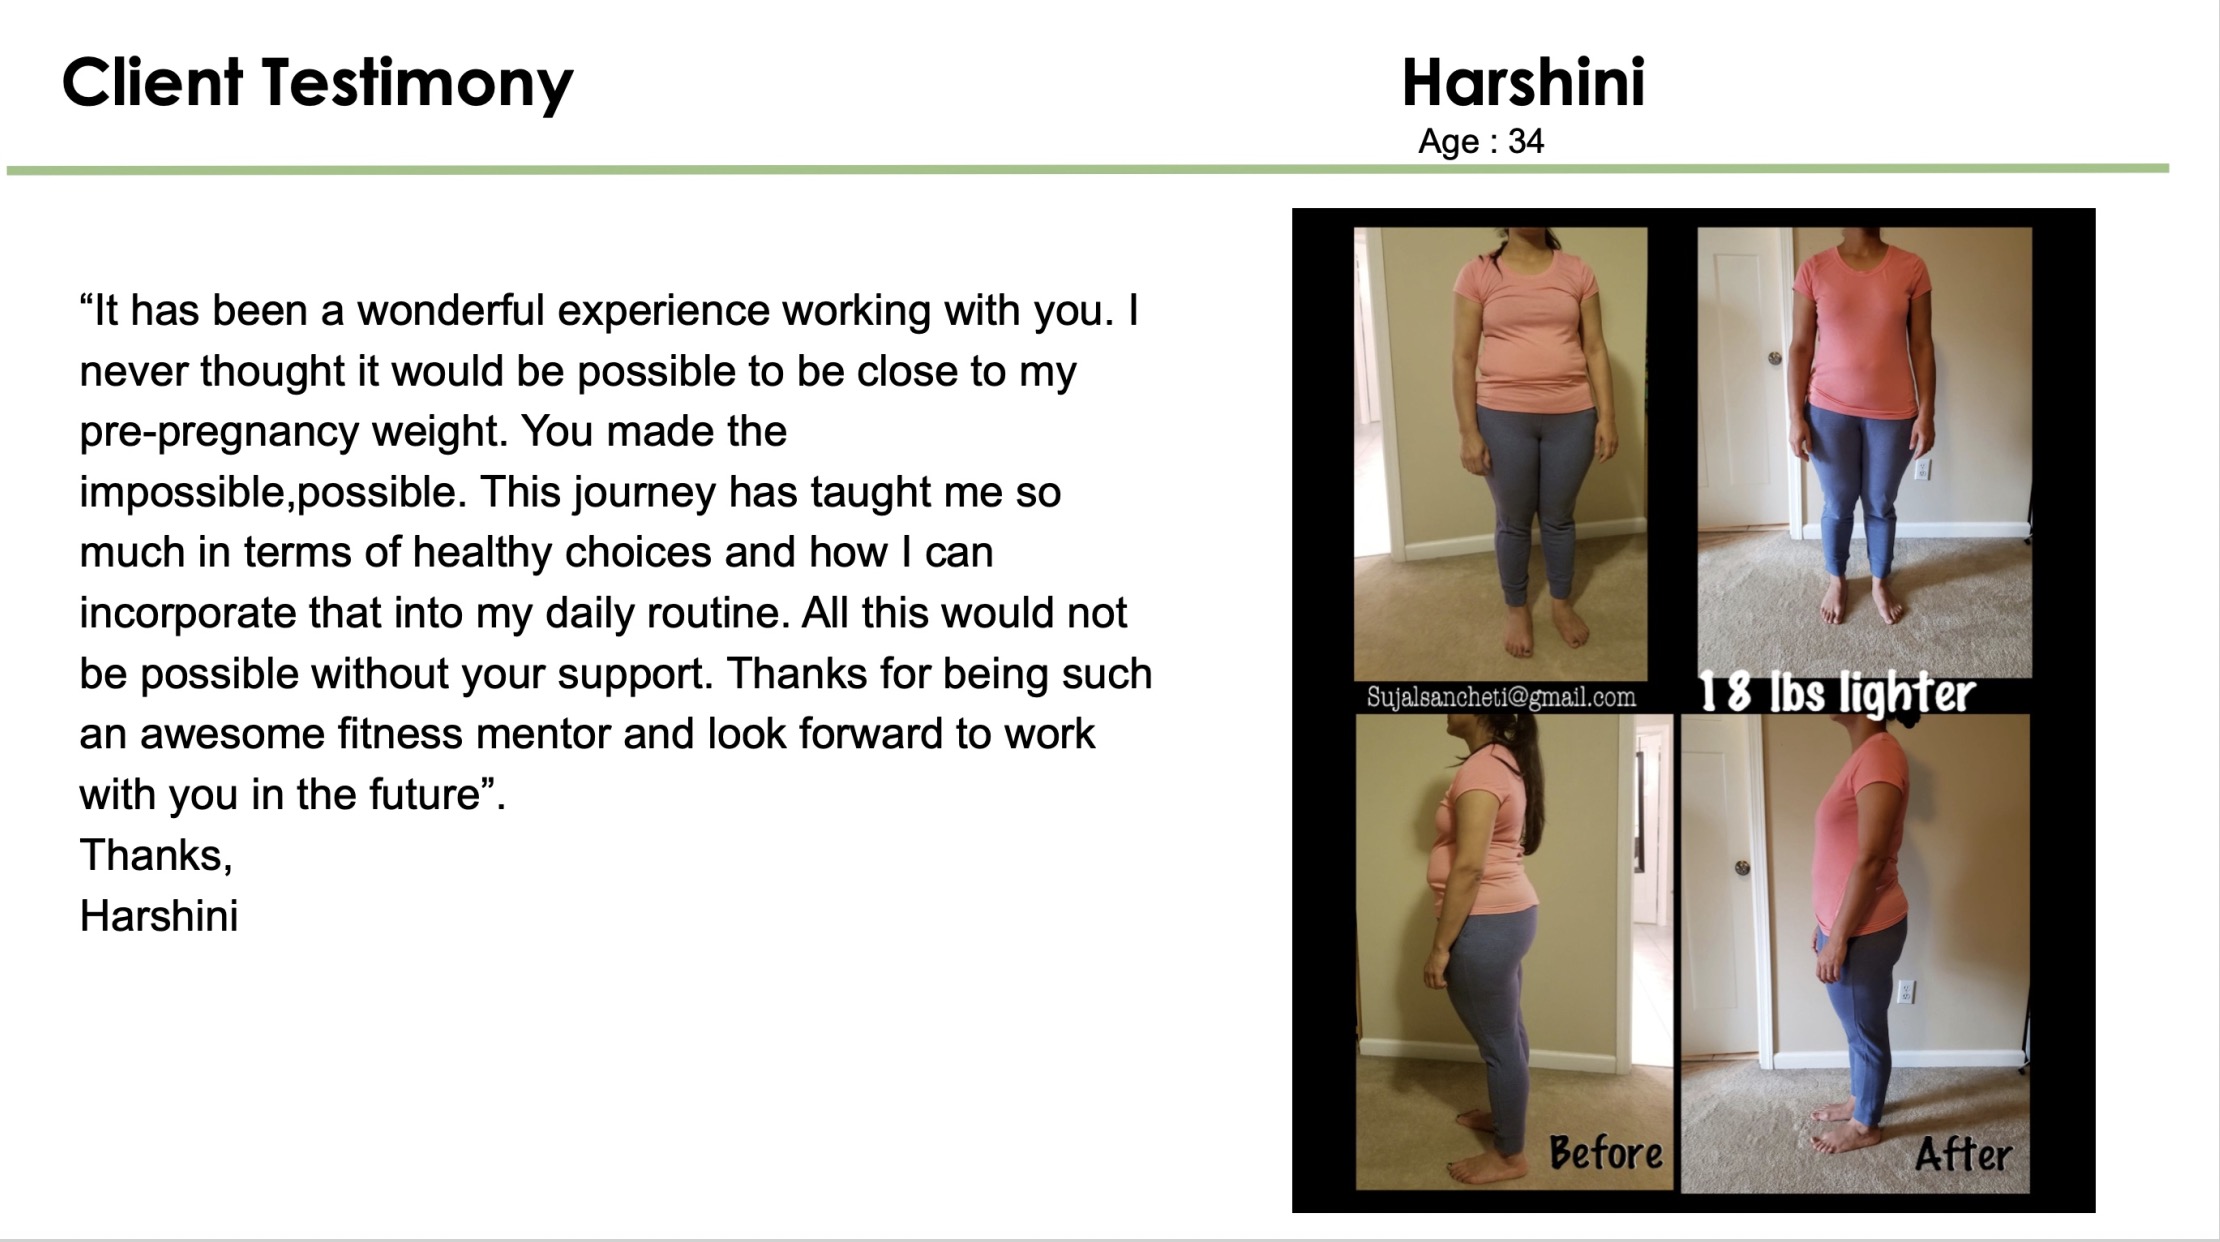 Client Testimony
Harshini
Age : 34
“It has been a wonderful experience working with you. I
never thought it would be possible to be close to my
pre-pregnancy weight. You made the
impossible,possible. This journey has taught me so
much in terms of healthy choices and how I can
incorporate that into my daily routine. All this would not
be possible without your support. Thanks for being such
an awesome fitness mentor and look forward to work
with you in the future”.
Thanks,
Harshini
Sujalsancheti@gmail.com
18 lbs lighter
Before
After